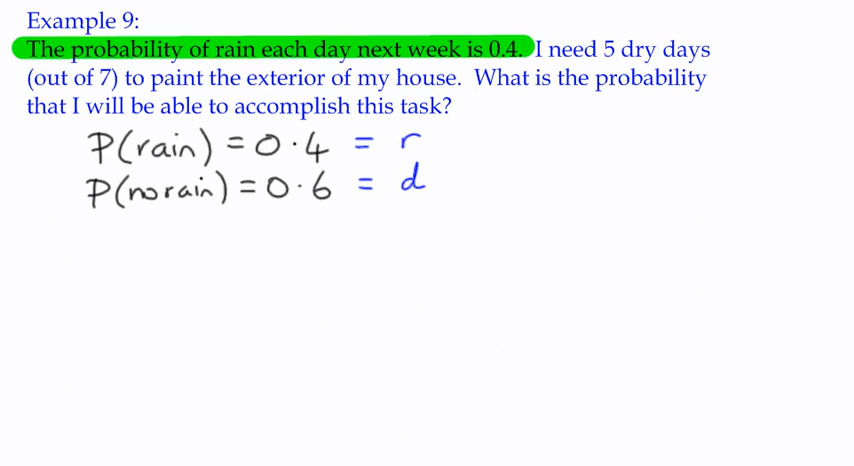 Example 9:
The probability of rain each day next week is 0.4. I need 5 dry days
(out of 7) to paint the exterior of my house. What is the probability
that I will be able to accomplish this task?
P(rain) = 0·4 = r
P(no rain) = 0·6 = d